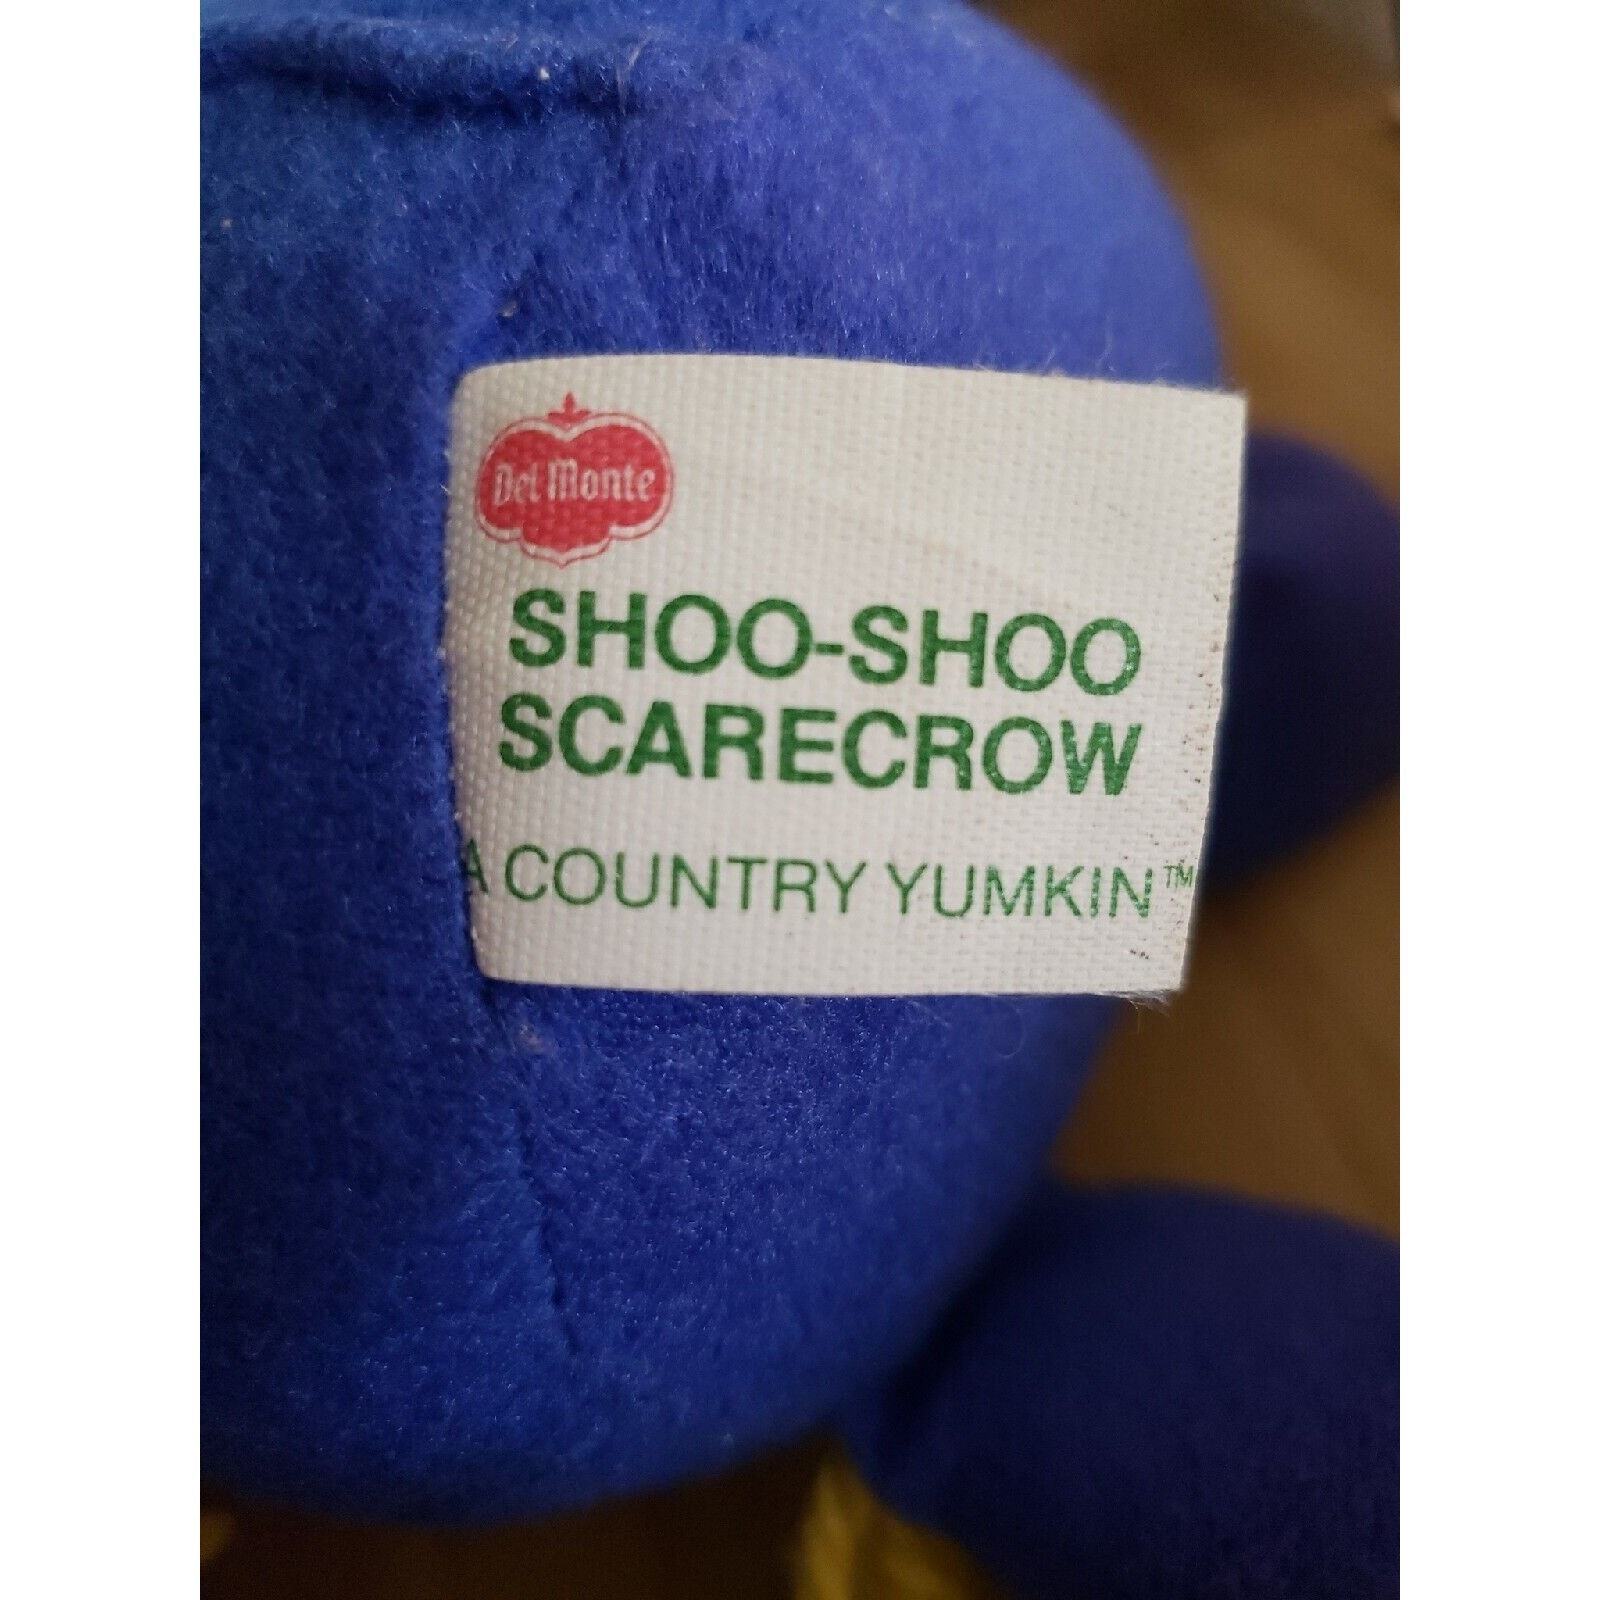 Del Monte
SHOO-SHOO
SCARECROW
A COUNTRY YUMKIN™